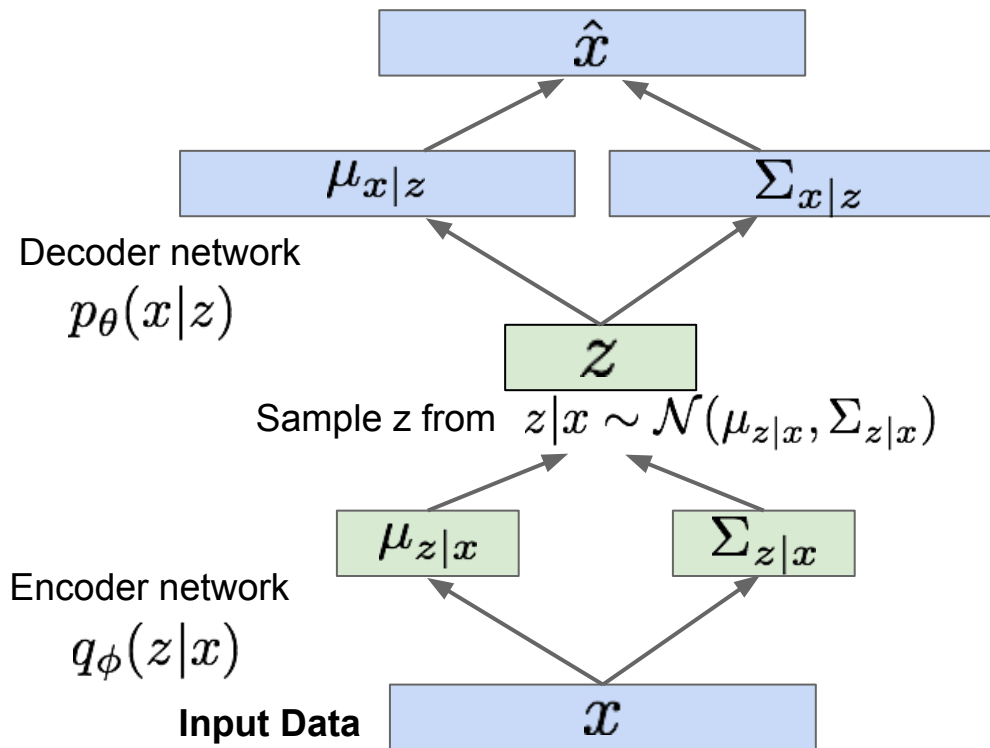 x̂
μ_{x|z} Σ_{x|z}
Decoder network
p_θ(x|z)
z
Sample z from z|x ∼ 𝒩(μ_{z|x}, Σ_{z|x})
μ_{z|x} Σ_{z|x}
Encoder network
q_ϕ(z|x)
Input Data x